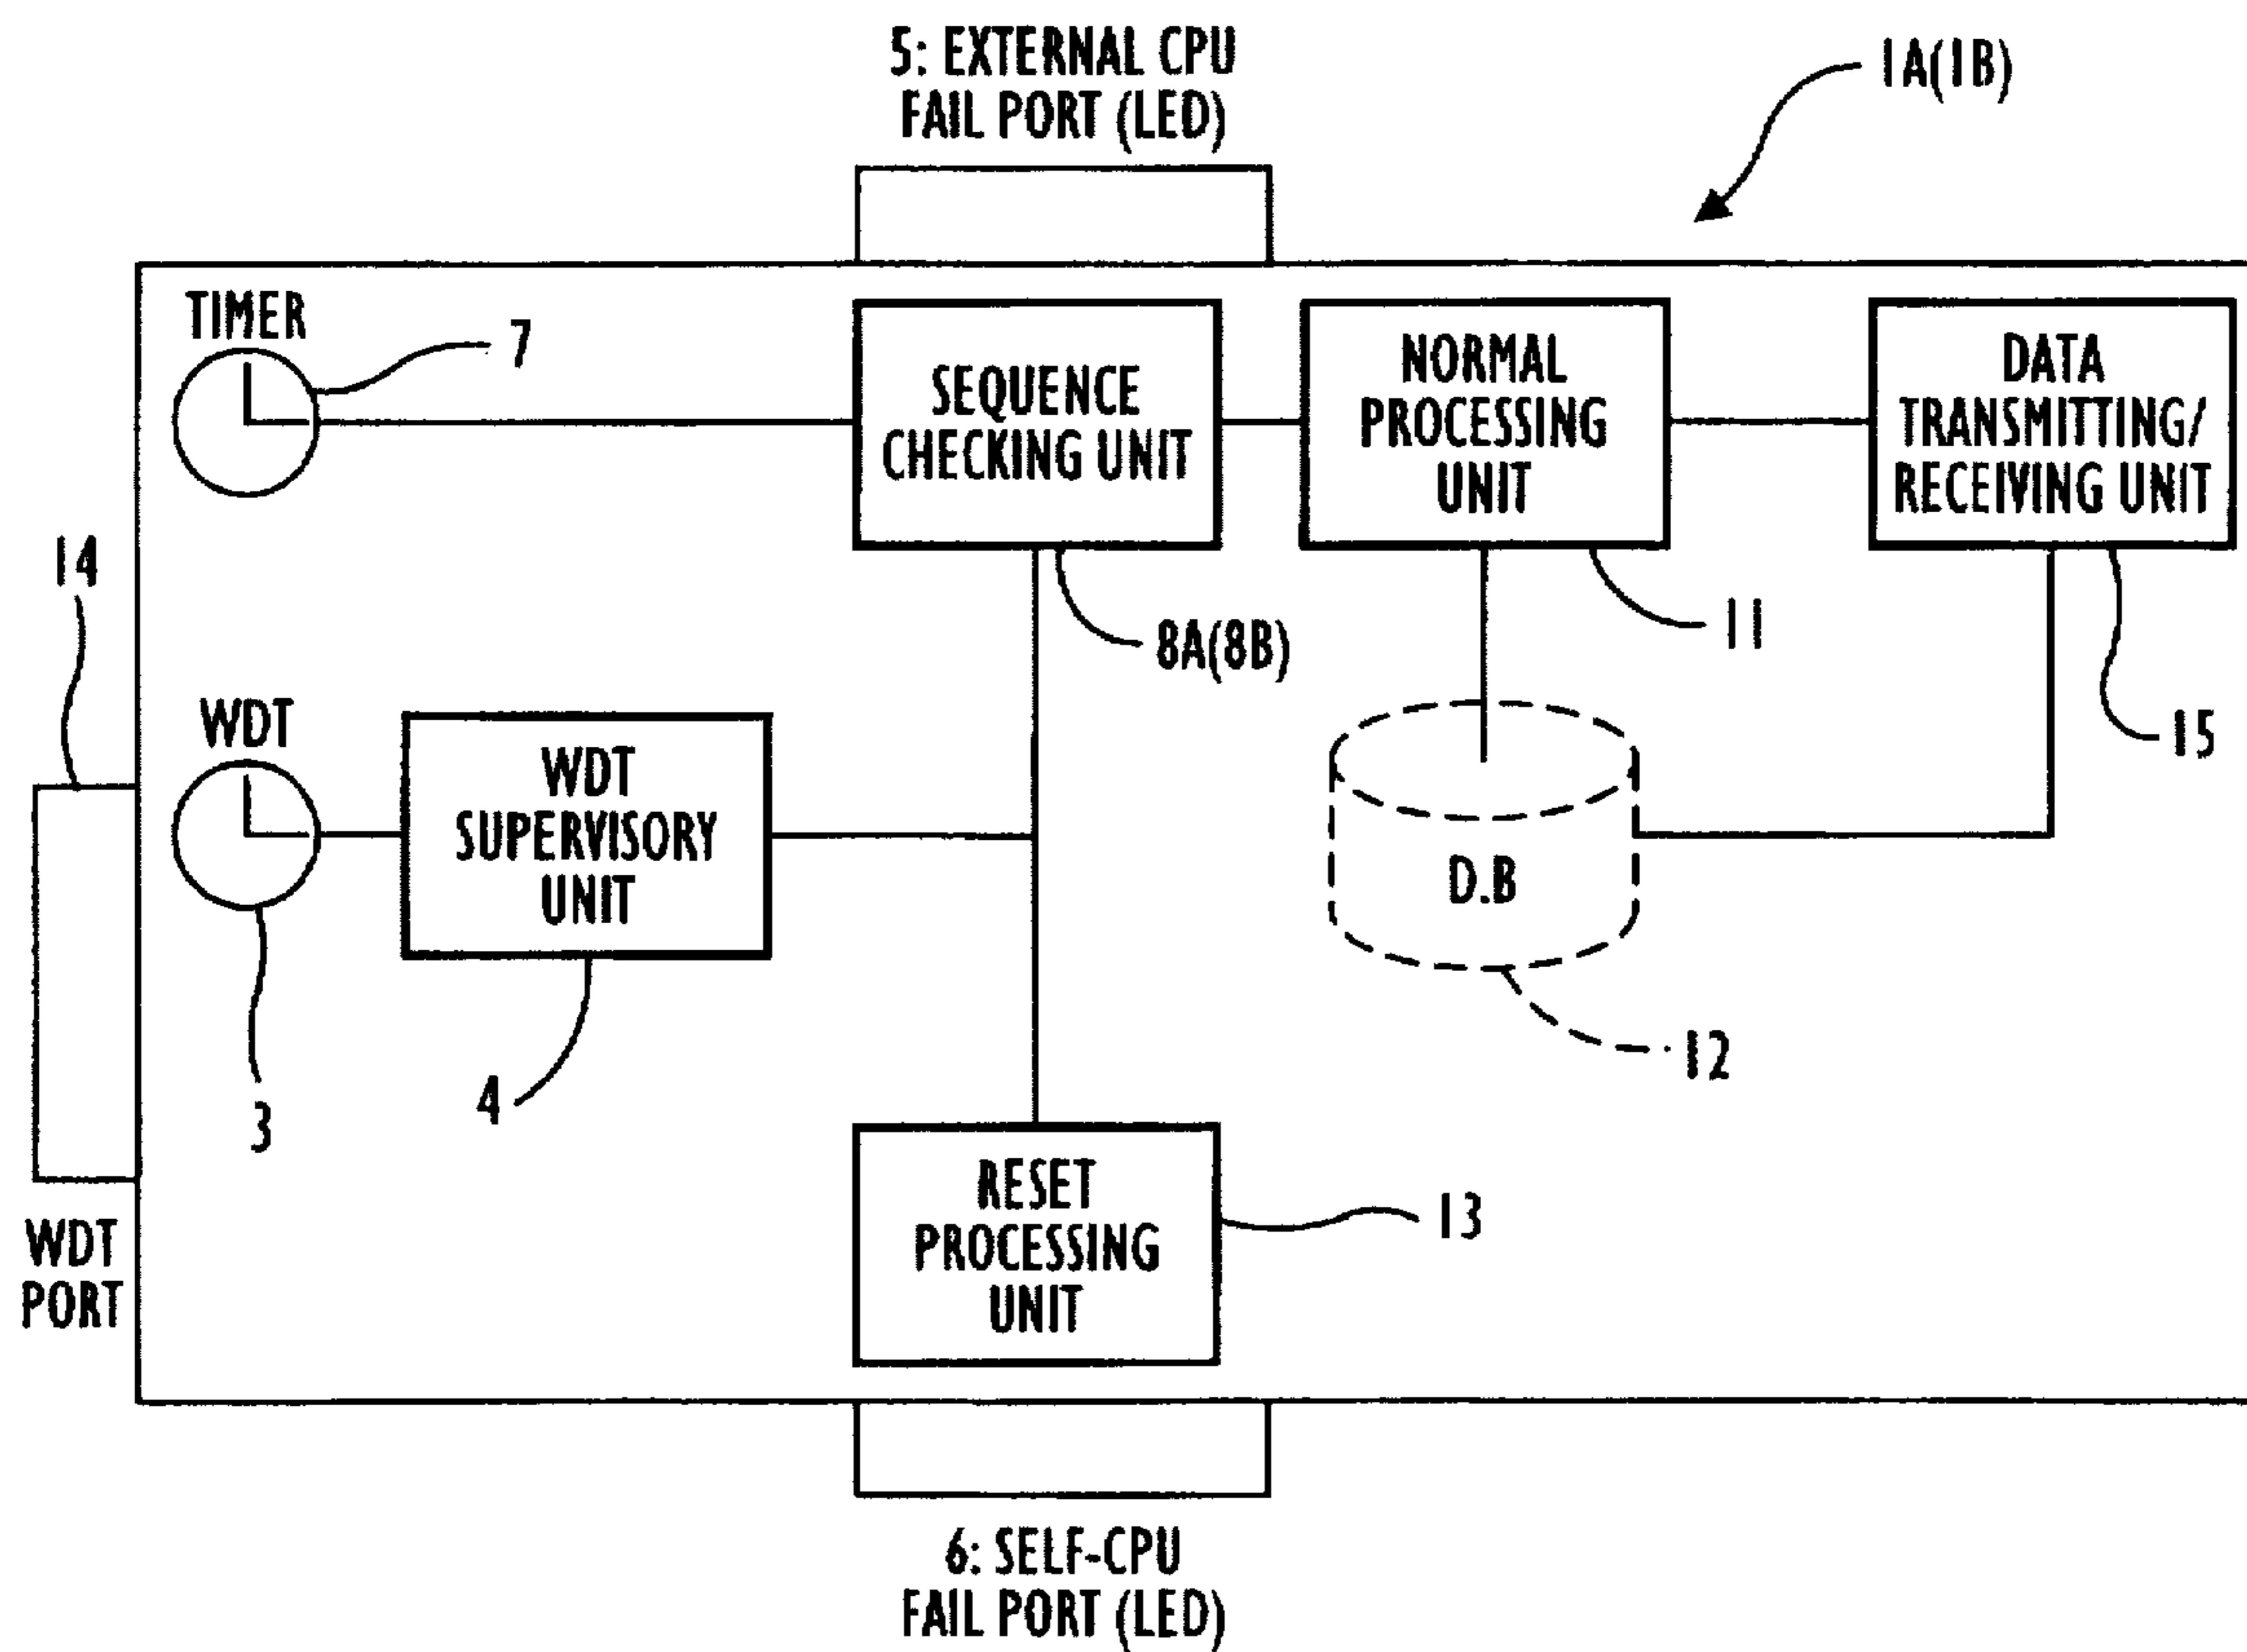 5: EXTERNAL CPU
FAIL PORT (LED)
1A(1B)
TIMER
7
SEQUENCE
CHECKING UNIT
NORMAL
PROCESSING
UNIT
DATA
TRANSMITTING/
RECEIVING UNIT
14
8A(8B)
11
15
WDT
WDT
SUPERVISORY
UNIT
D.B
3
4
12
RESET
PROCESSING
UNIT
13
WDT
PORT
6: SELF-CPU
FAIL PORT (LED)